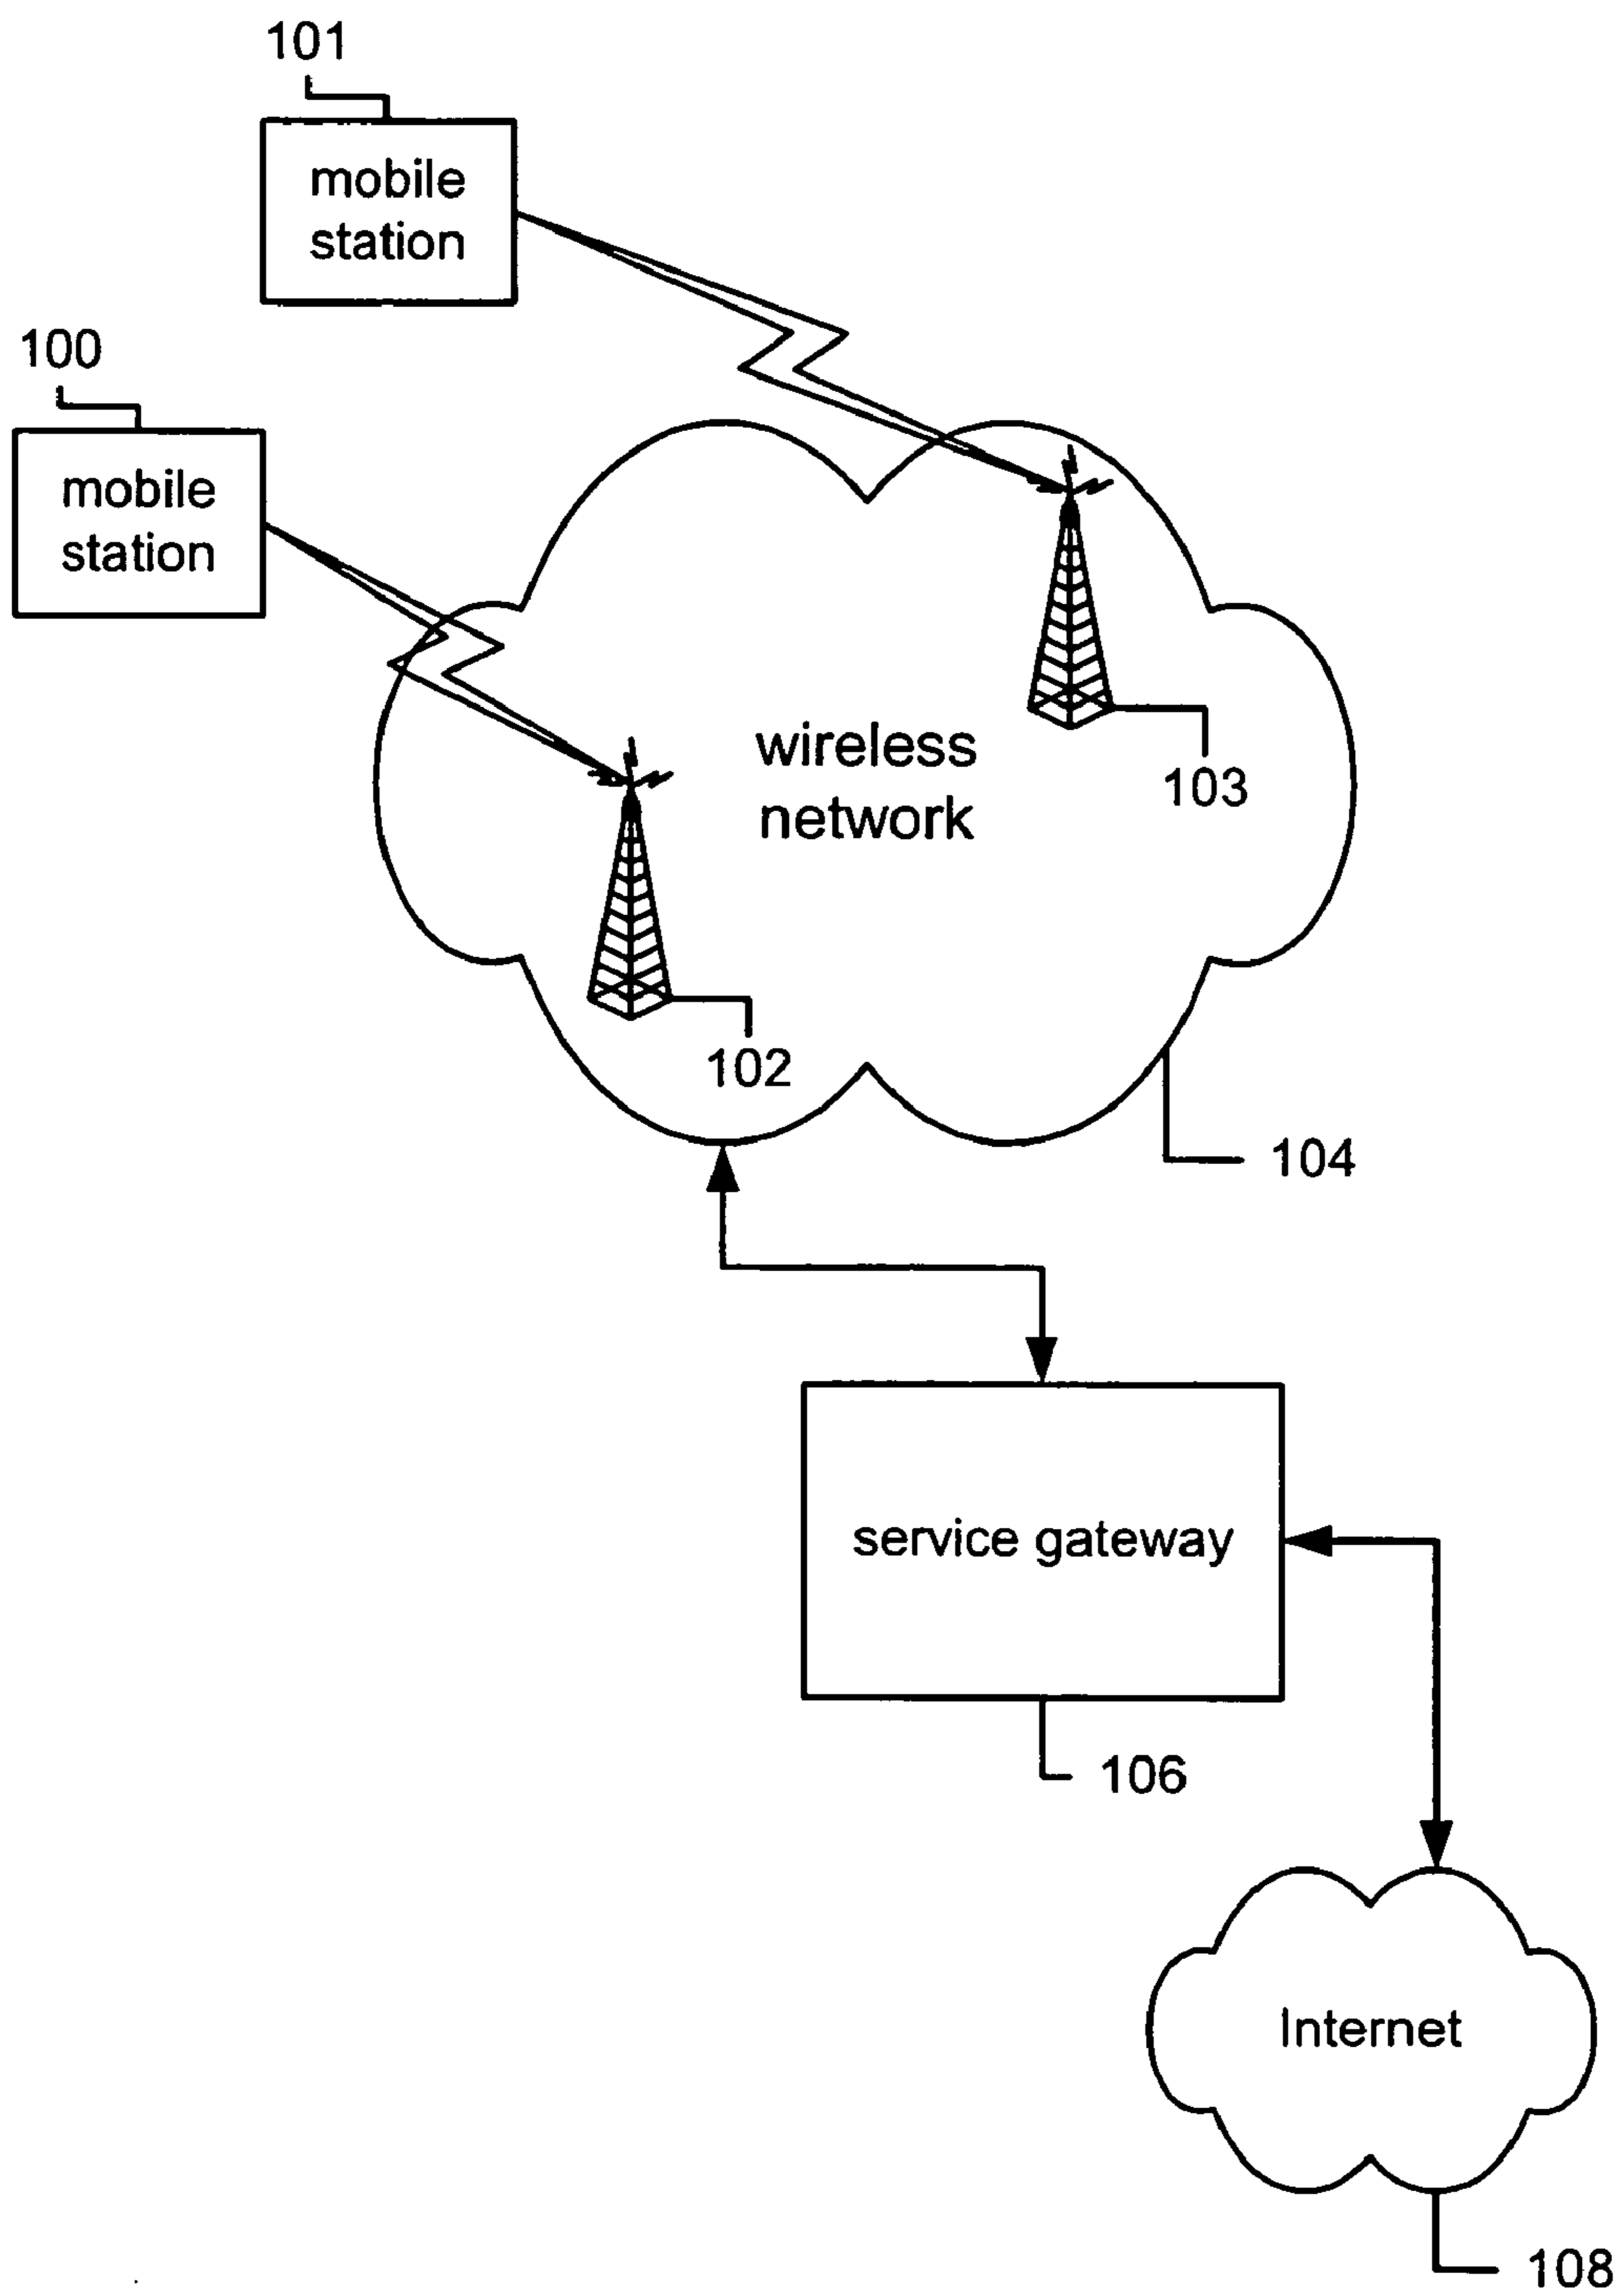 101
mobile
station
100
mobile
station
wireless
network
103
102
104
service gateway
106
Internet
108